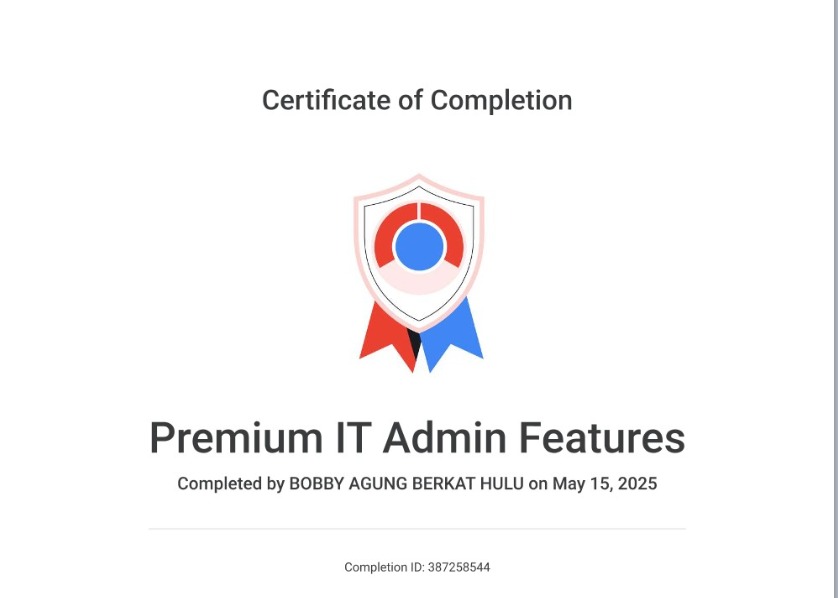 Certificate of Completion
Premium IT Admin Features
Completed by BOBBY AGUNG BERKAT HULU on May 15, 2025
Completion ID: 387258544